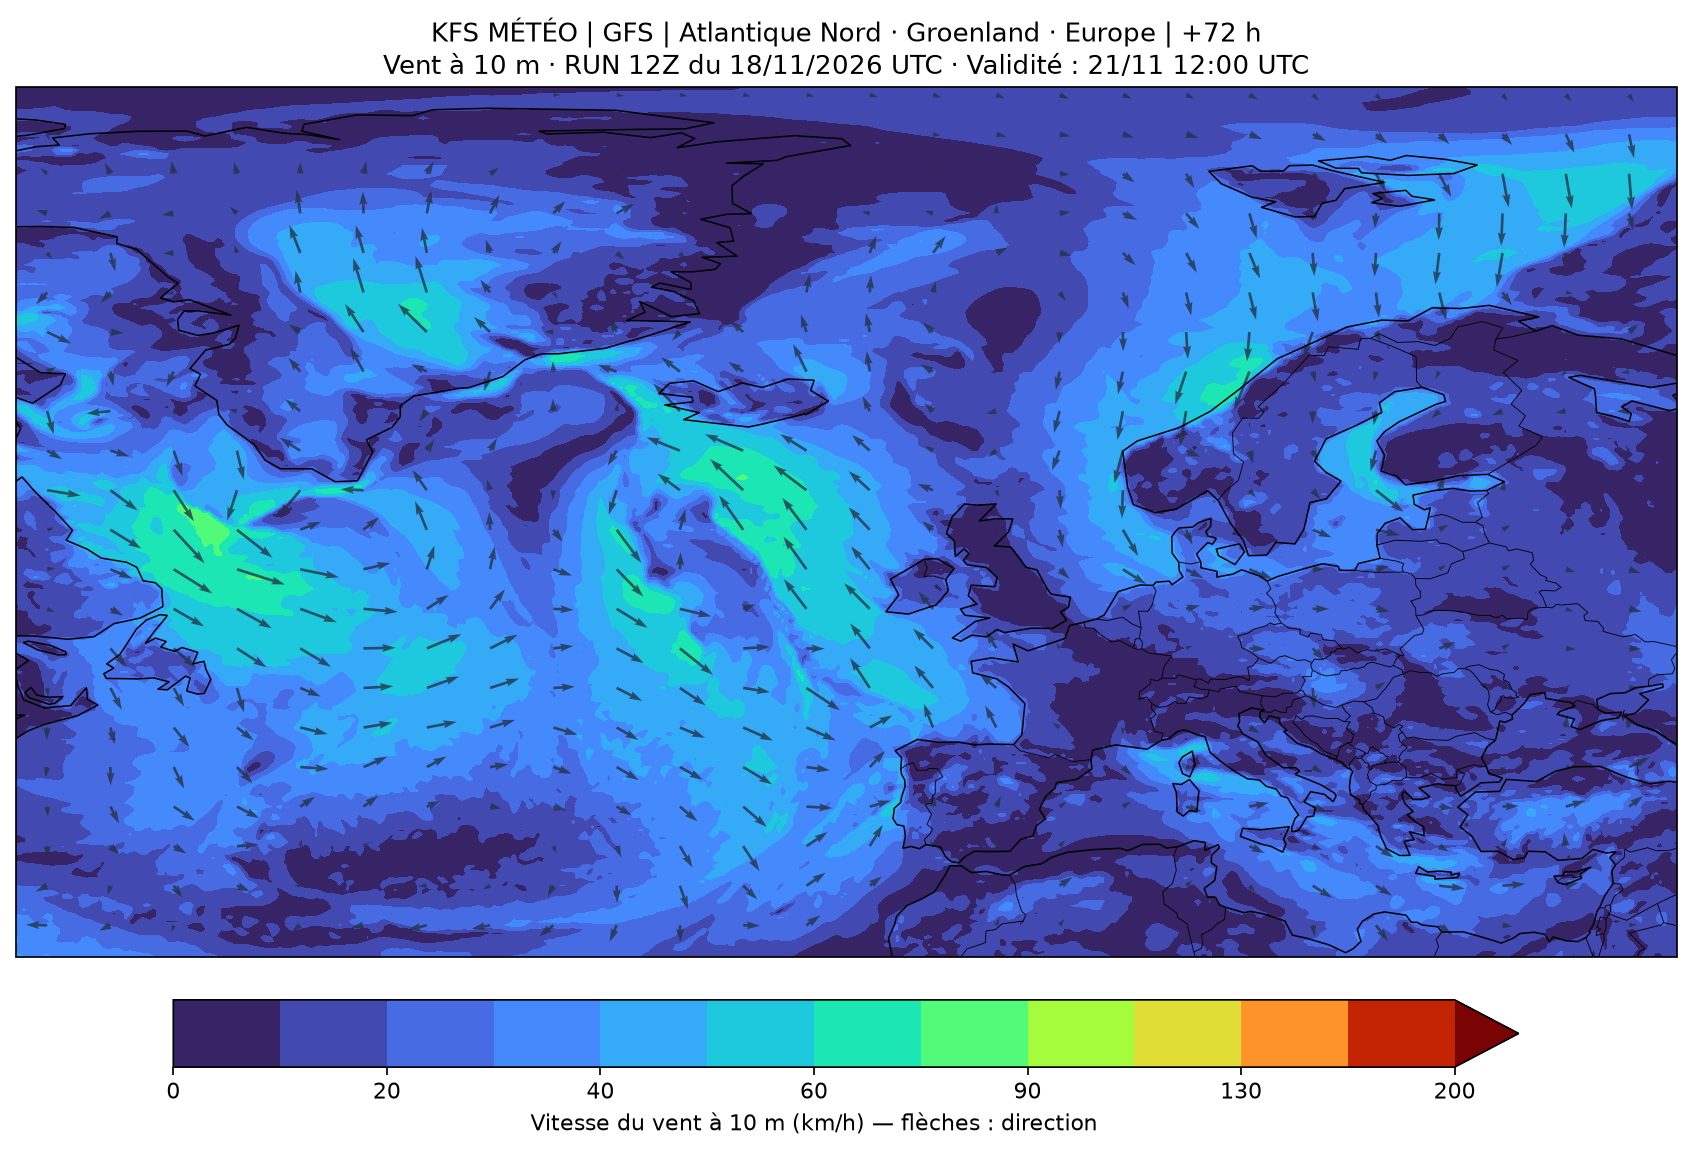 KFS MÉTÉO | GFS | Atlantique Nord · Groenland · Europe | +72 h
Vent à 10 m · RUN 12Z du 18/11/2026 UTC · Validité : 21/11 12:00 UTC
0 20 40 60 90 130 200
Vitesse du vent à 10 m (km/h) — flèches : direction